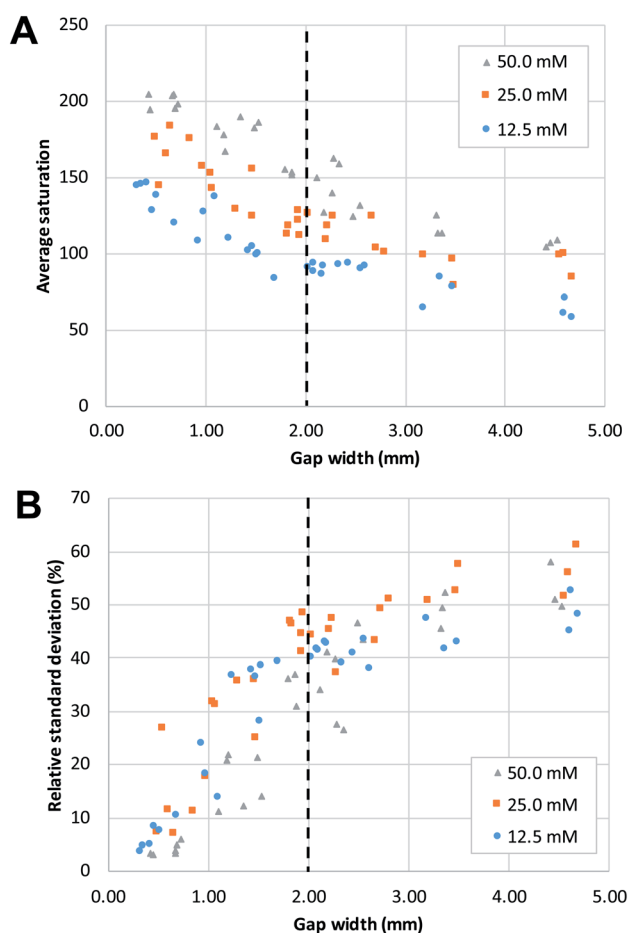 A
250
200
150
100
50
0
Average saturation
50.0 mM
25.0 mM
12.5 mM
0.00 1.00 2.00 3.00 4.00 5.00
Gap width (mm)
B
70
60
50
40
30
20
10
0
Relative standard deviation (%)
50.0 mM
25.0 mM
12.5 mM
0.00 1.00 2.00 3.00 4.00 5.00
Gap width (mm)